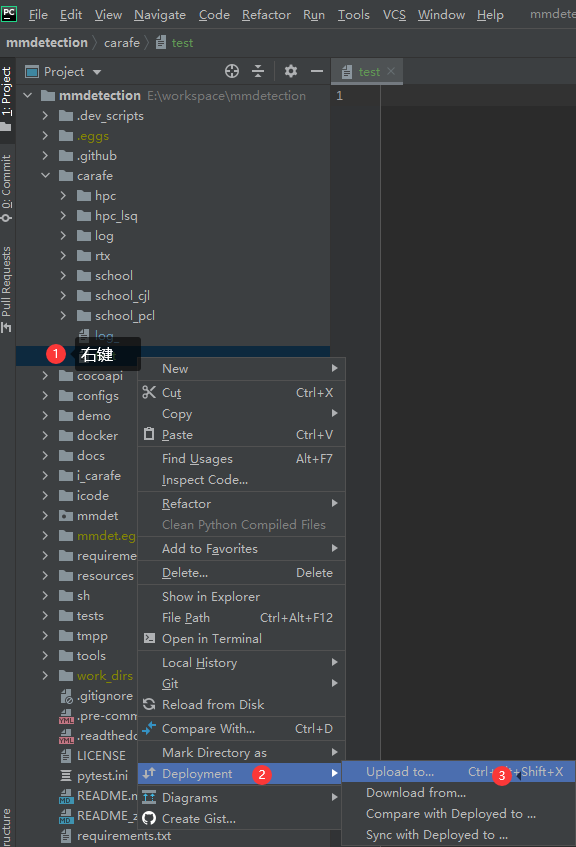 PC File Edit View Navigate Code Refactor Run Tools VCS Window Help mmdete
mmdetection carafe test
1: Project
0: Commit
Pull Requests
ructure
Project
mmdetection E:\workspace\mmdetection
.dev_scripts
.eggs
.github
carafe
hpc
hpc_lsq
log
rtx
school
school_cjl
school_pcl
log_
1 右键
cocoapi
configs
demo
docker
docs
i_carafe
icode
mmdet
mmdet.eg
requireme
resources
sh
tests
tmpp
tools
work_dirs
.gitignore
.pre-comm
.readthedo
LICENSE
pytest.ini
README.m
README_z
requirements.txt
test
1
New
Cut Ctrl+X
Copy
Paste Ctrl+V
Find Usages Alt+F7
Inspect Code...
Refactor
Clean Python Compiled Files
Add to Favorites
Delete... Delete
Show in Explorer
File Path Ctrl+Alt+F12
Open in Terminal
Local History
Git
Reload from Disk
Compare With... Ctrl+D
Mark Directory as
Deployment 2
Diagrams
Create Gist...
Upload to... 3 Shift+X
Download from...
Compare with Deployed to ...
Sync with Deployed to ...